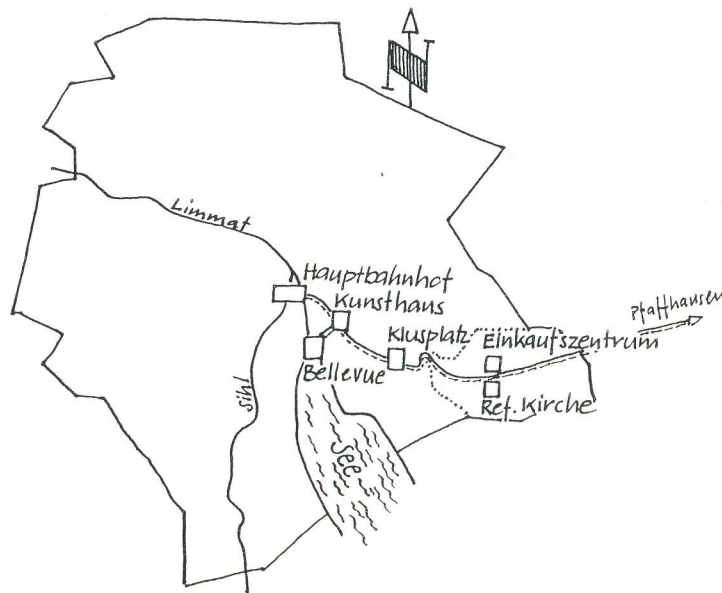 Limmat
Hauptbahnhof
Kunsthaus
Pfaffhausen
Klusplatz
Einkaufszentrum
Bellevue
Ref. Kirche
Sihl
See